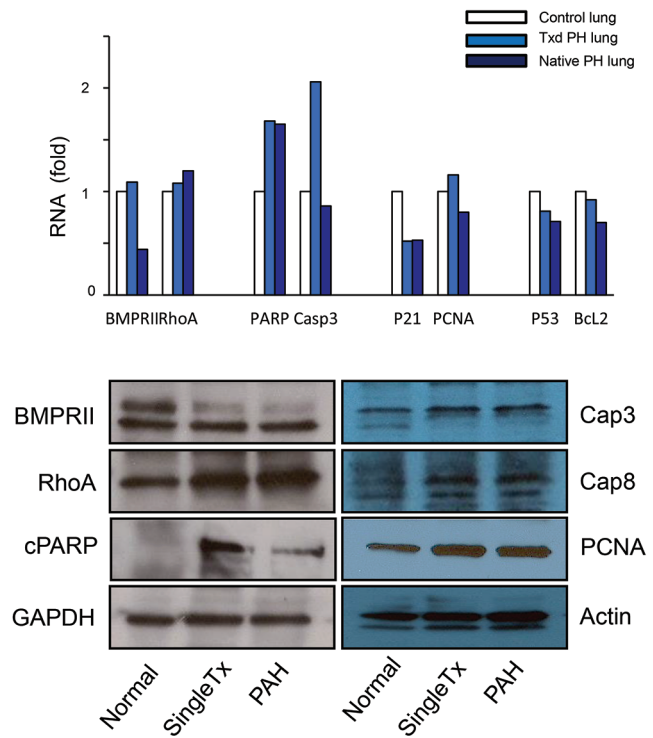 Control lung
Txd PH lung
Native PH lung
RNA (fold)
2
1
0
BMPRII RhoA PARP Casp3 P21 PCNA P53 BcL2
BMPRII Cap3
RhoA Cap8
cPARP PCNA
GAPDH Actin
Normal SingleTx PAH Normal SingleTx PAH